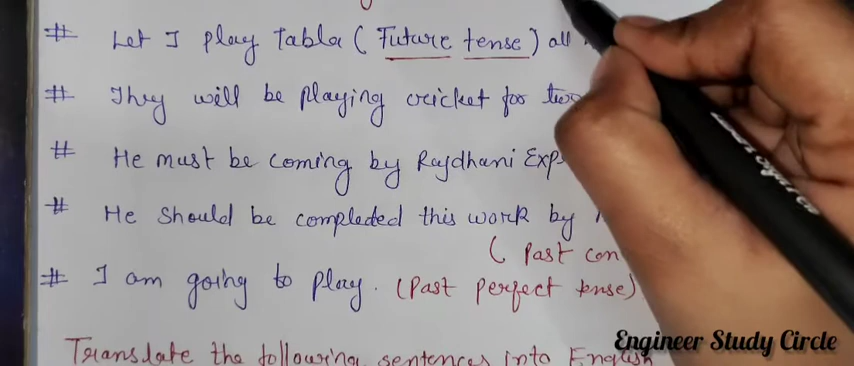 # Let I play Tabla ( Future tense ) all
# They will be playing cricket for two
# He must be coming by Rajdhani Exp
# He should be completed this work by
( past con
# I am going to play. (Past perfect tense)
Translate the following sentences into English
Engineer Study Circle